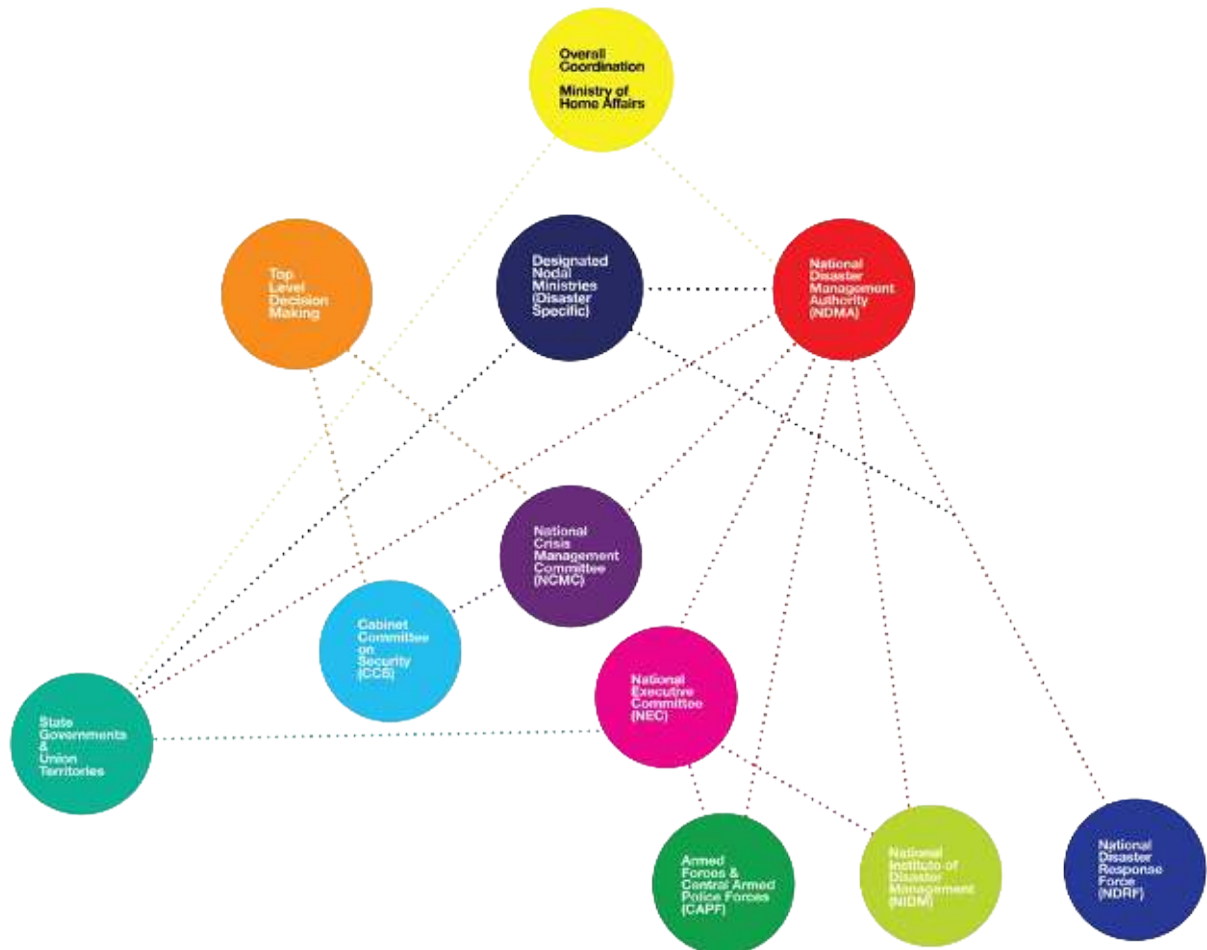 Overall
Coordination
Ministry of
Home Affairs
Top
Level
Decision
Making
Designated
Nodal
Ministries
(Disaster
Specific)
National
Disaster
Management
Authority
(NDMA)
National
Crisis
Management
Committee
(NCMC)
Cabinet
Committee
on
Security
(CCS)
National
Executive
Committee
(NEC)
State
Governments
&
Union
Territories
Armed
Forces &
Central Armed
Police Forces
(CAPF)
National
Institute of
Disaster
Management
(NIDM)
National
Disaster
Response
Force
(NDRF)